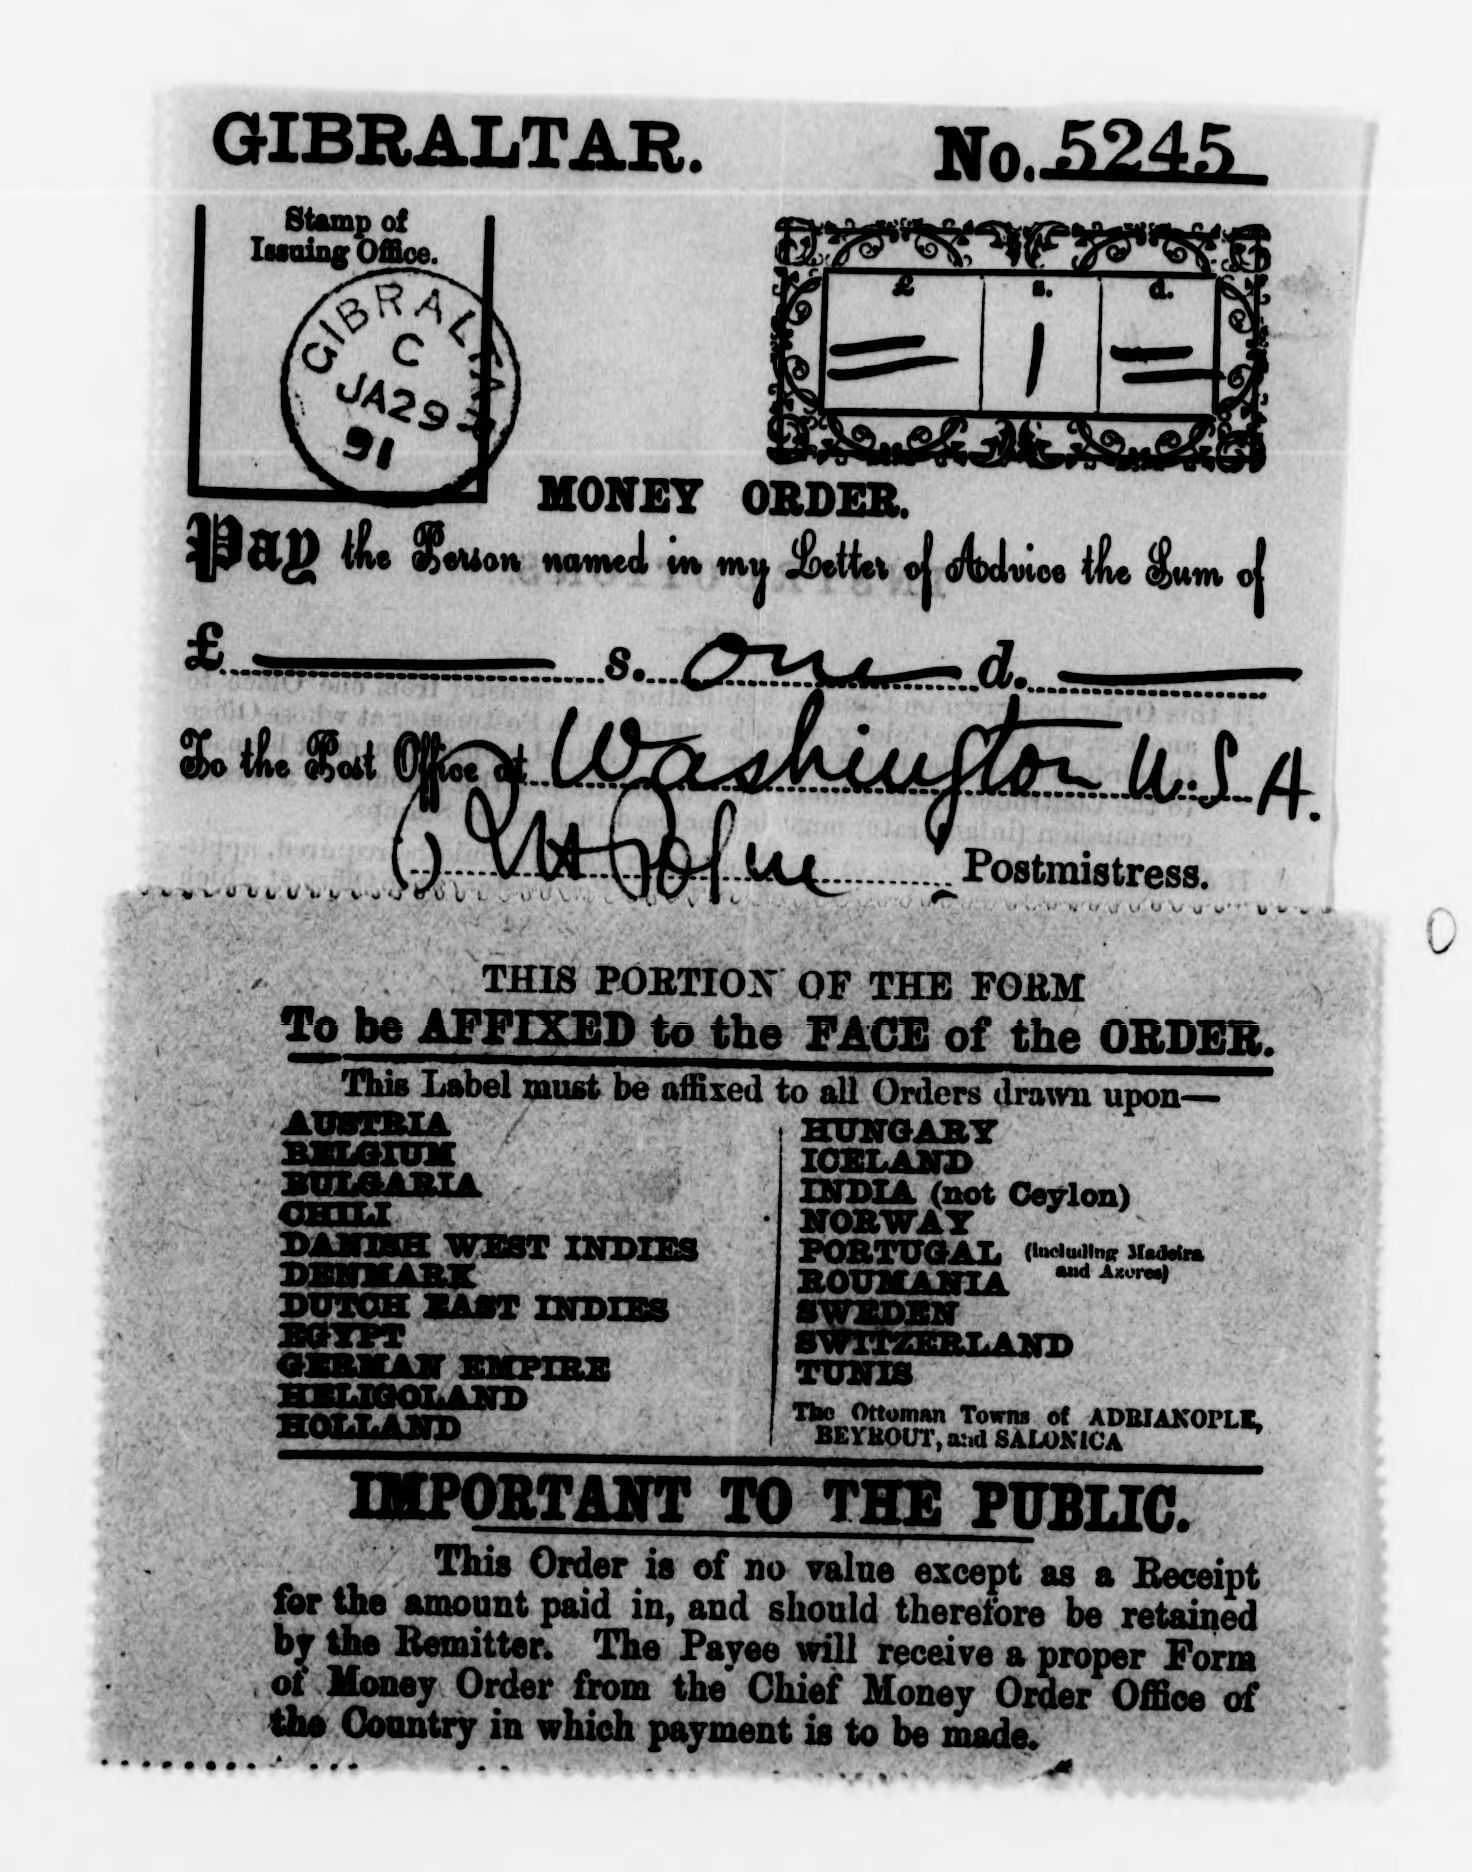 GIBRALTAR.
No. 5245
Stamp of
Issuing Office.
GIBRALTAR
C
JA 29
91
£ s. d.
= 1 =
MONEY ORDER.
Pay the Person named in my Letter of Advice the Sum of
£ — s. One d. —
To the Post Office at Washington U.S.A.
Postmistress.
THIS PORTION OF THE FORM
To be AFFIXED to the FACE of the ORDER.
This Label must be affixed to all Orders drawn upon—
AUSTRIA
BELGIUM
BULGARIA
CHILI
DANISH WEST INDIES
DENMARK
DUTCH EAST INDIES
EGYPT
GERMAN EMPIRE
HELIGOLAND
HOLLAND
HUNGARY
ICELAND
INDIA (not Ceylon)
NORWAY
PORTUGAL (including Madeira
and Azores)
ROUMANIA
SWEDEN
SWITZERLAND
TUNIS
The Ottoman Towns of ADRIANOPLE,
BEYROUT, and SALONICA
IMPORTANT TO THE PUBLIC.
This Order is of no value except as a Receipt
for the amount paid in, and should therefore be retained
by the Remitter. The Payee will receive a proper Form
of Money Order from the Chief Money Order Office of
the Country in which payment is to be made.